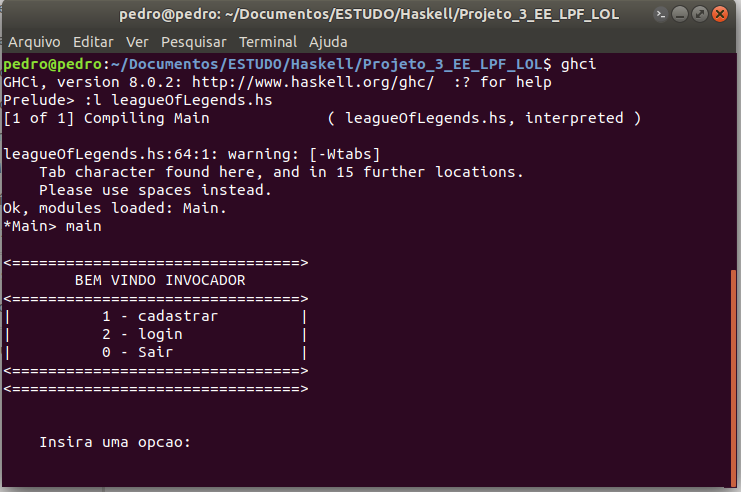 pedro@pedro: ~/Documentos/ESTUDO/Haskell/Projeto_3_EE_LPF_LOL
Arquivo Editar Ver Pesquisar Terminal Ajuda
pedro@pedro:~/Documentos/ESTUDO/Haskell/Projeto_3_EE_LPF_LOL$ ghci
GHCi, version 8.0.2: http://www.haskell.org/ghc/  :? for help
Prelude> :l leagueOfLegends.hs
[1 of 1] Compiling Main             ( leagueOfLegends.hs, interpreted )
leagueOfLegends.hs:64:1: warning: [-Wtabs]
    Tab character found here, and in 15 further locations.
    Please use spaces instead.
Ok, modules loaded: Main.
*Main> main
<===============================>
        BEM VINDO INVOCADOR
<===============================>
|          1 - cadastrar         |
|          2 - login             |
|          0 - Sair              |
<===============================>
<===============================>
    Insira uma opcao: